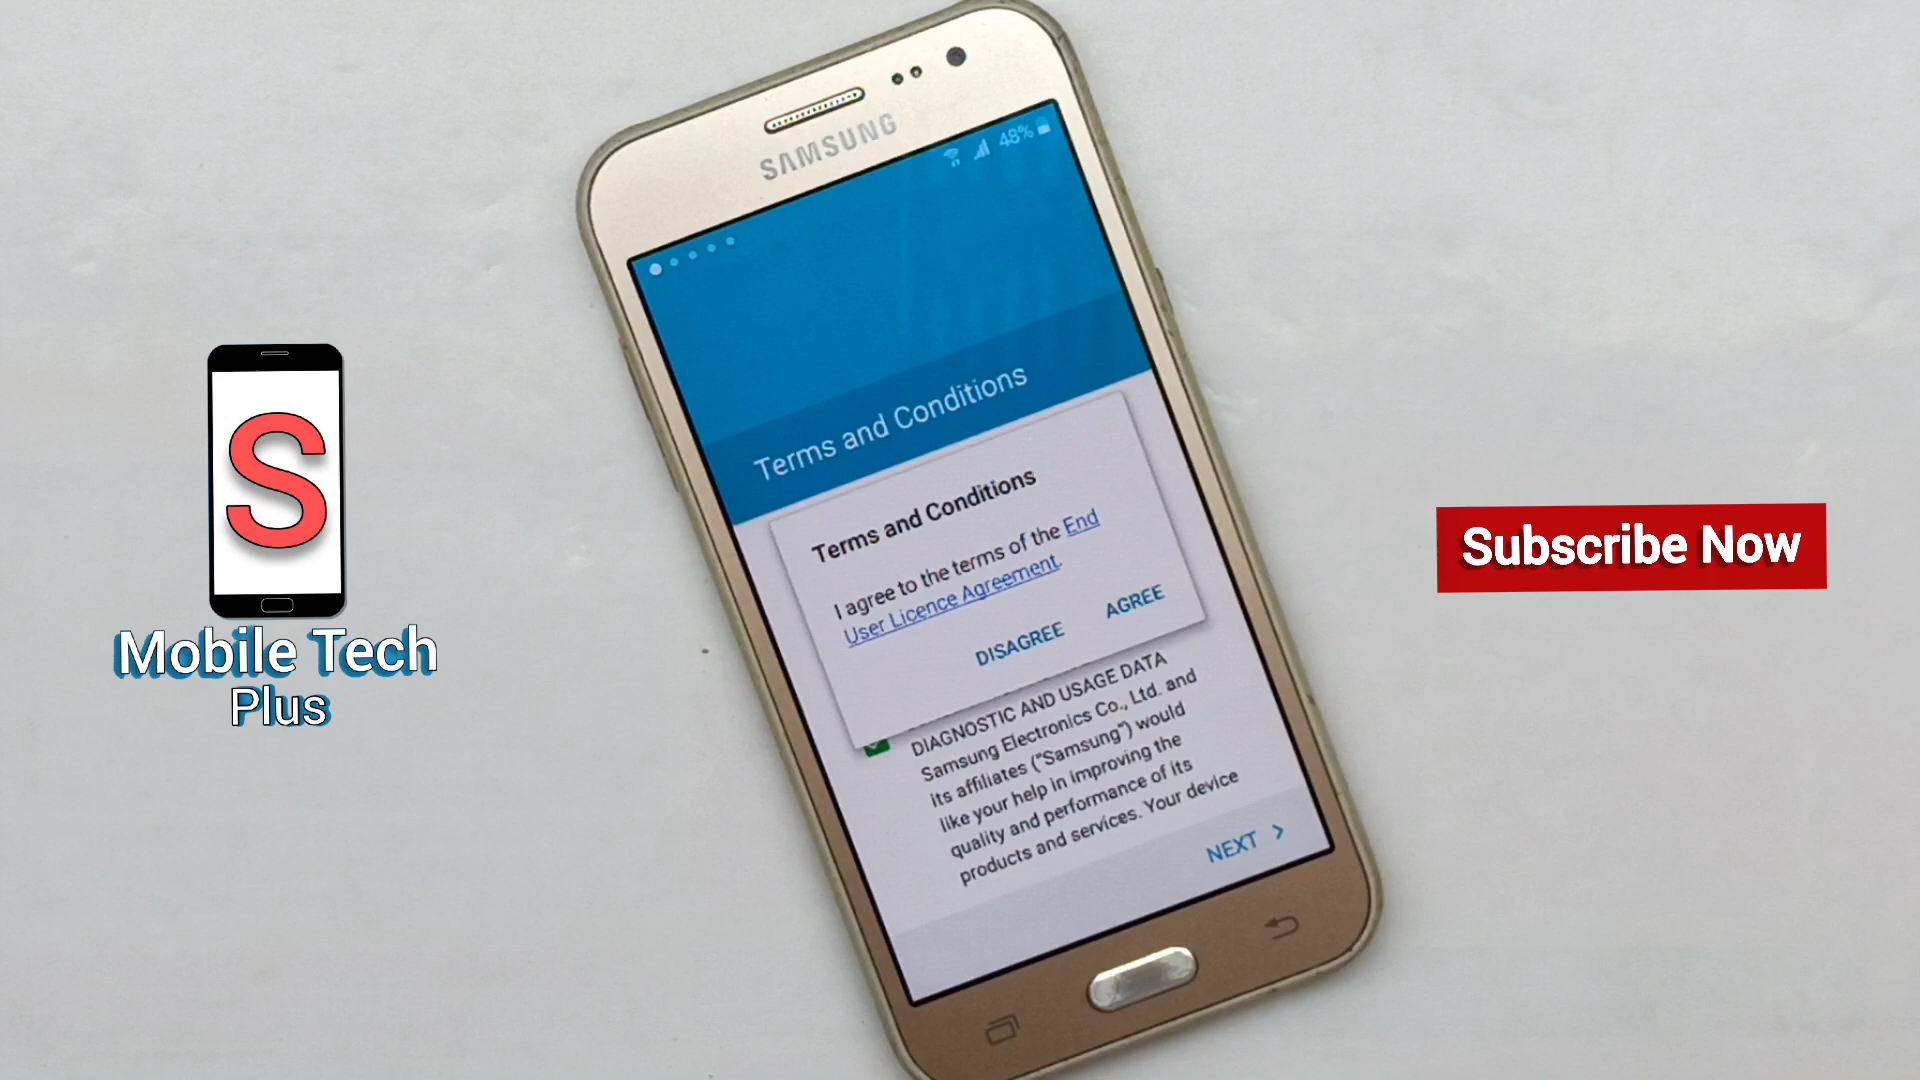 SAMSUNG
48%
Terms and Conditions
Terms and Conditions
I agree to the terms of the End
User Licence Agreement.
DISAGREE
AGREE
DIAGNOSTIC AND USAGE DATA
Samsung Electronics Co., Ltd. and
its affiliates ("Samsung") would
like your help in improving the
quality and performance of its
products and services. Your device
NEXT
S
Mobile Tech
Plus
Subscribe Now